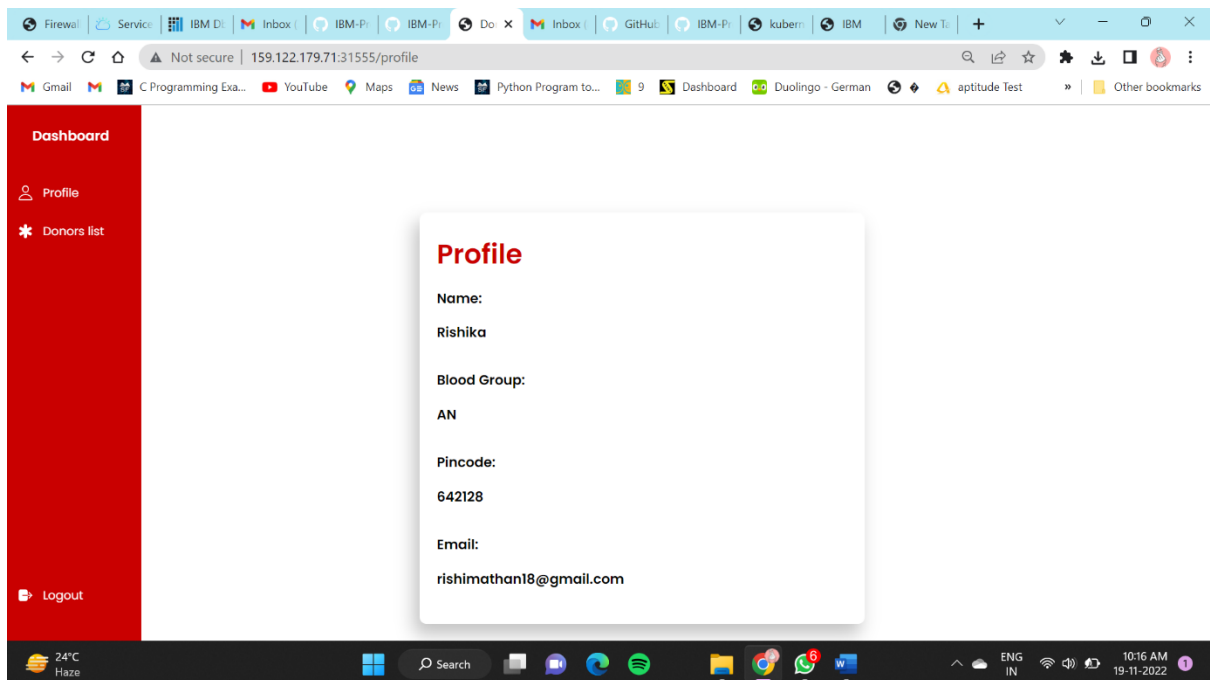 Firewal
Service
IBM Db
Inbox (
IBM-Pr
IBM-Pr
Do
Inbox (
GitHub
IBM-Pr
kubern
IBM
New Ta
Not secure
159.122.179.71:31555/profile
Gmail
C Programming Exa...
YouTube
Maps
News
Python Program to...
9
Dashboard
Duolingo - German
aptitude Test
»
Other bookmarks
Dashboard
Profile
Donors list
Logout
Profile
Name:
Rishika
Blood Group:
AN
Pincode:
642128
Email:
rishimathan18@gmail.com
24°C
Haze
Search
6
ENG
IN
10:16 AM
19-11-2022
1